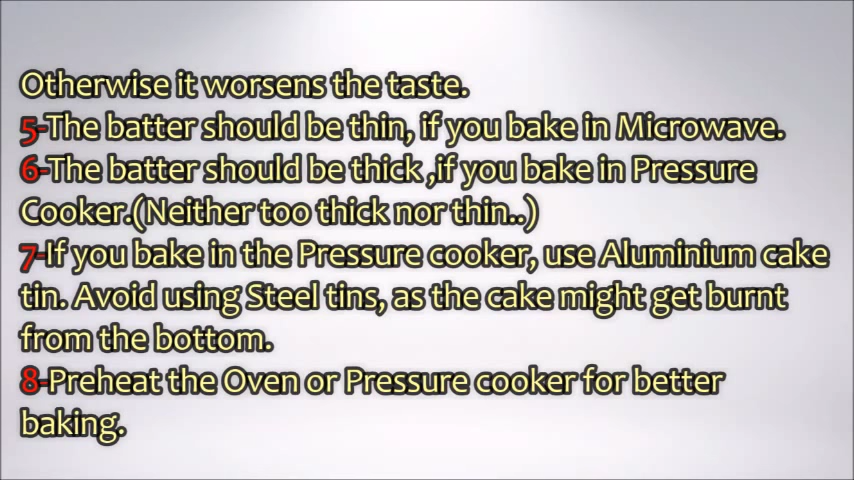 Otherwise it worsens the taste.
5-The batter should be thin, if you bake in Microwave.
6-The batter should be thick ,if you bake in Pressure
Cooker.(Neither too thick nor thin..)
7-If you bake in the Pressure cooker, use Aluminium cake
tin. Avoid using Steel tins, as the cake might get burnt
from the bottom.
8-Preheat the Oven or Pressure cooker for better
baking.